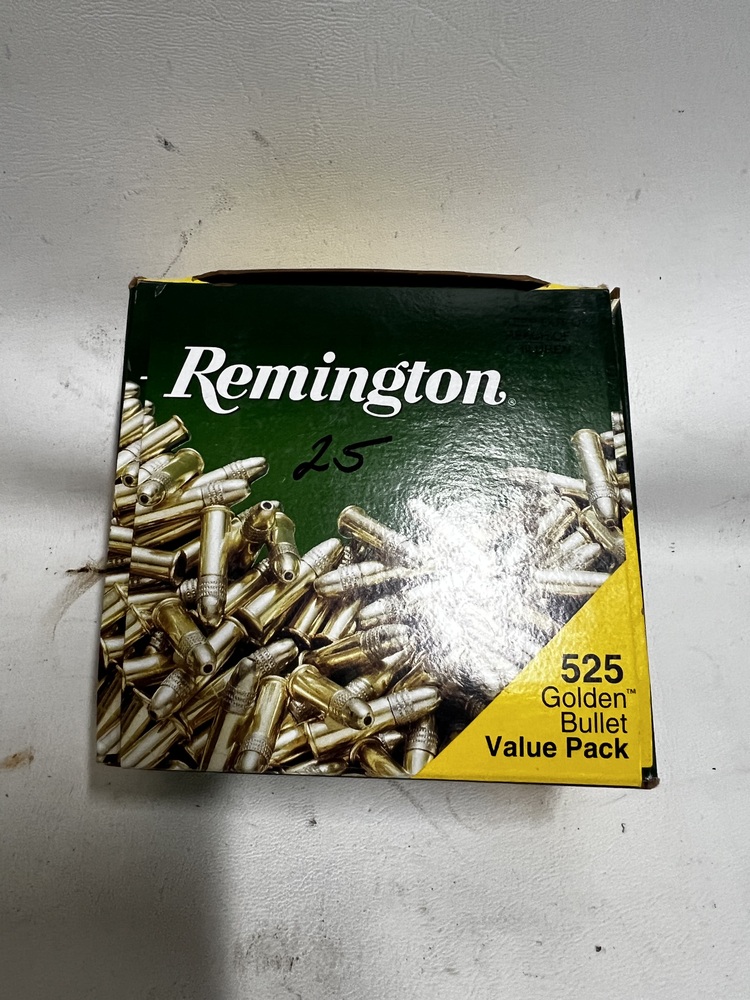 Remington®
25
525
Golden™
Bullet
Value Pack